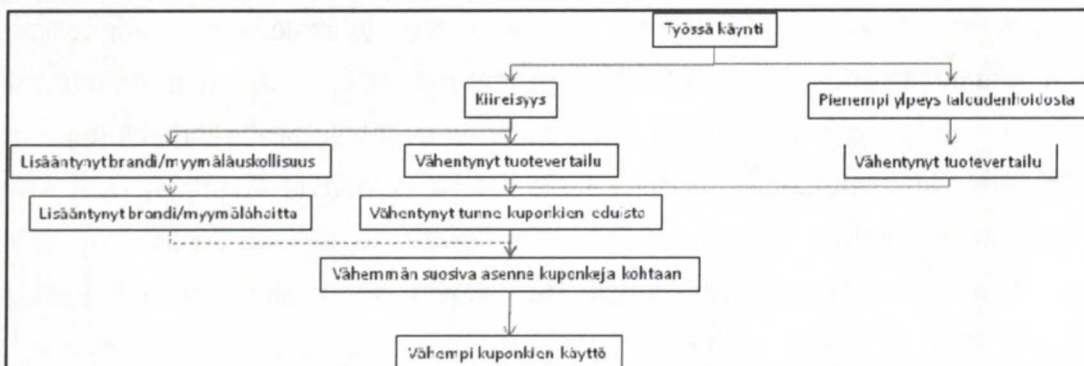 Työssä käynti
Kiireisyys
Pienempi ylpeys taloudenhoidosta
Lisääntynyt brandi/myymäläuskollisuus
Vähentynyt tuotevertailu
Vähentynyt tuotevertailu
Lisääntynyt brandi/myymälähaitta
Vähentynyt tunne kuponkien eduista
Vähemmän suosiva asenne kuponkeja kohtaan
Vähempi kuponkien käyttö